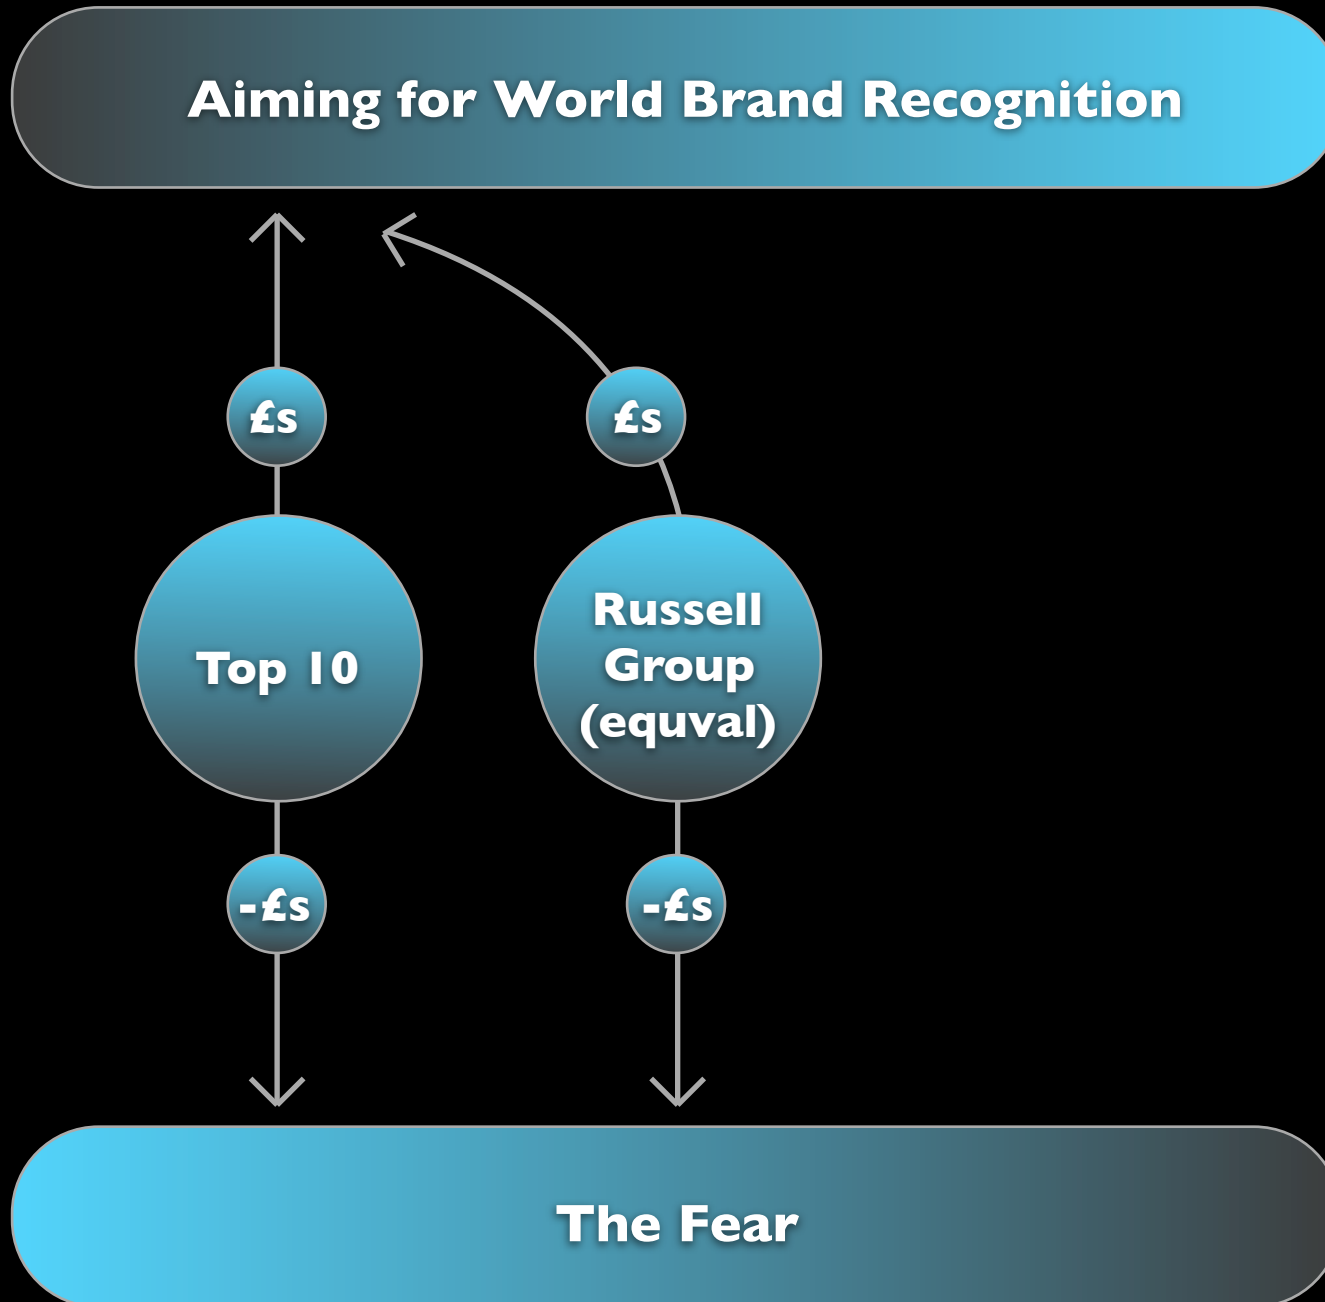 Aiming for World Brand Recognition
£s
£s
Top 10
Russell
Group
(equval)
-£s
-£s
The Fear